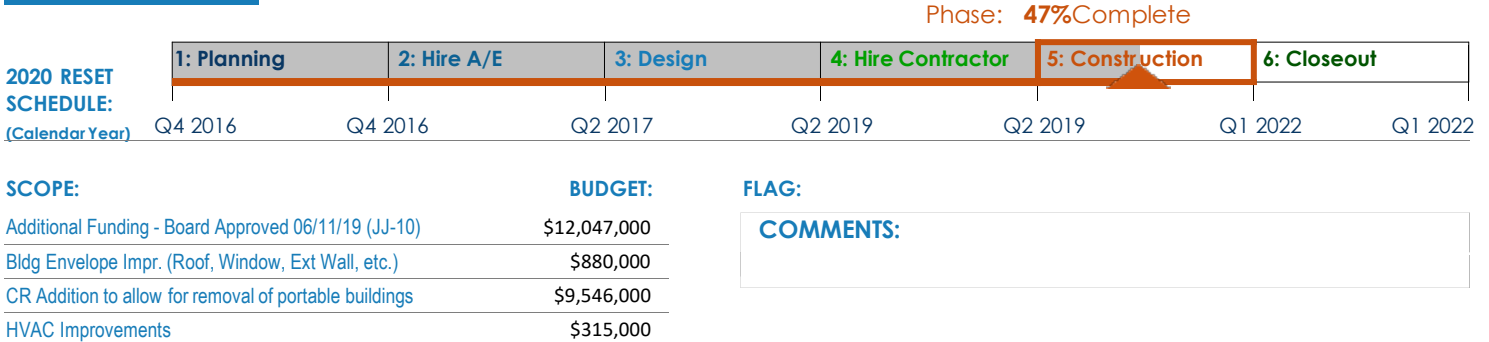 Phase: 47%Complete
1: Planning 2: Hire A/E 3: Design 4: Hire Contractor 5: Construction 6: Closeout
2020 RESET
SCHEDULE:
(Calendar Year) Q4 2016 Q4 2016 Q2 2017 Q2 2019 Q2 2019 Q1 2022 Q1 2022
SCOPE: BUDGET: FLAG:
Additional Funding - Board Approved 06/11/19 (JJ-10) $12,047,000 COMMENTS:
Bldg Envelope Impr. (Roof, Window, Ext Wall, etc.) $880,000
CR Addition to allow for removal of portable buildings $9,546,000
HVAC Improvements $315,000